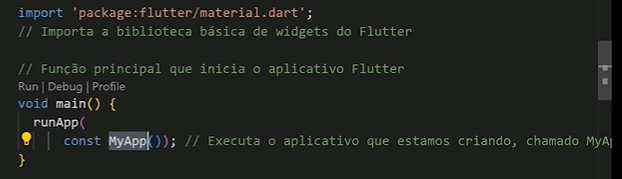 import 'package:flutter/material.dart';
// Importa a biblioteca básica de widgets do Flutter
// Função principal que inicia o aplicativo Flutter
Run | Debug | Profile
void main() {
runApp(
const MyApp()); // Executa o aplicativo que estamos criando, chamado MyAp
}